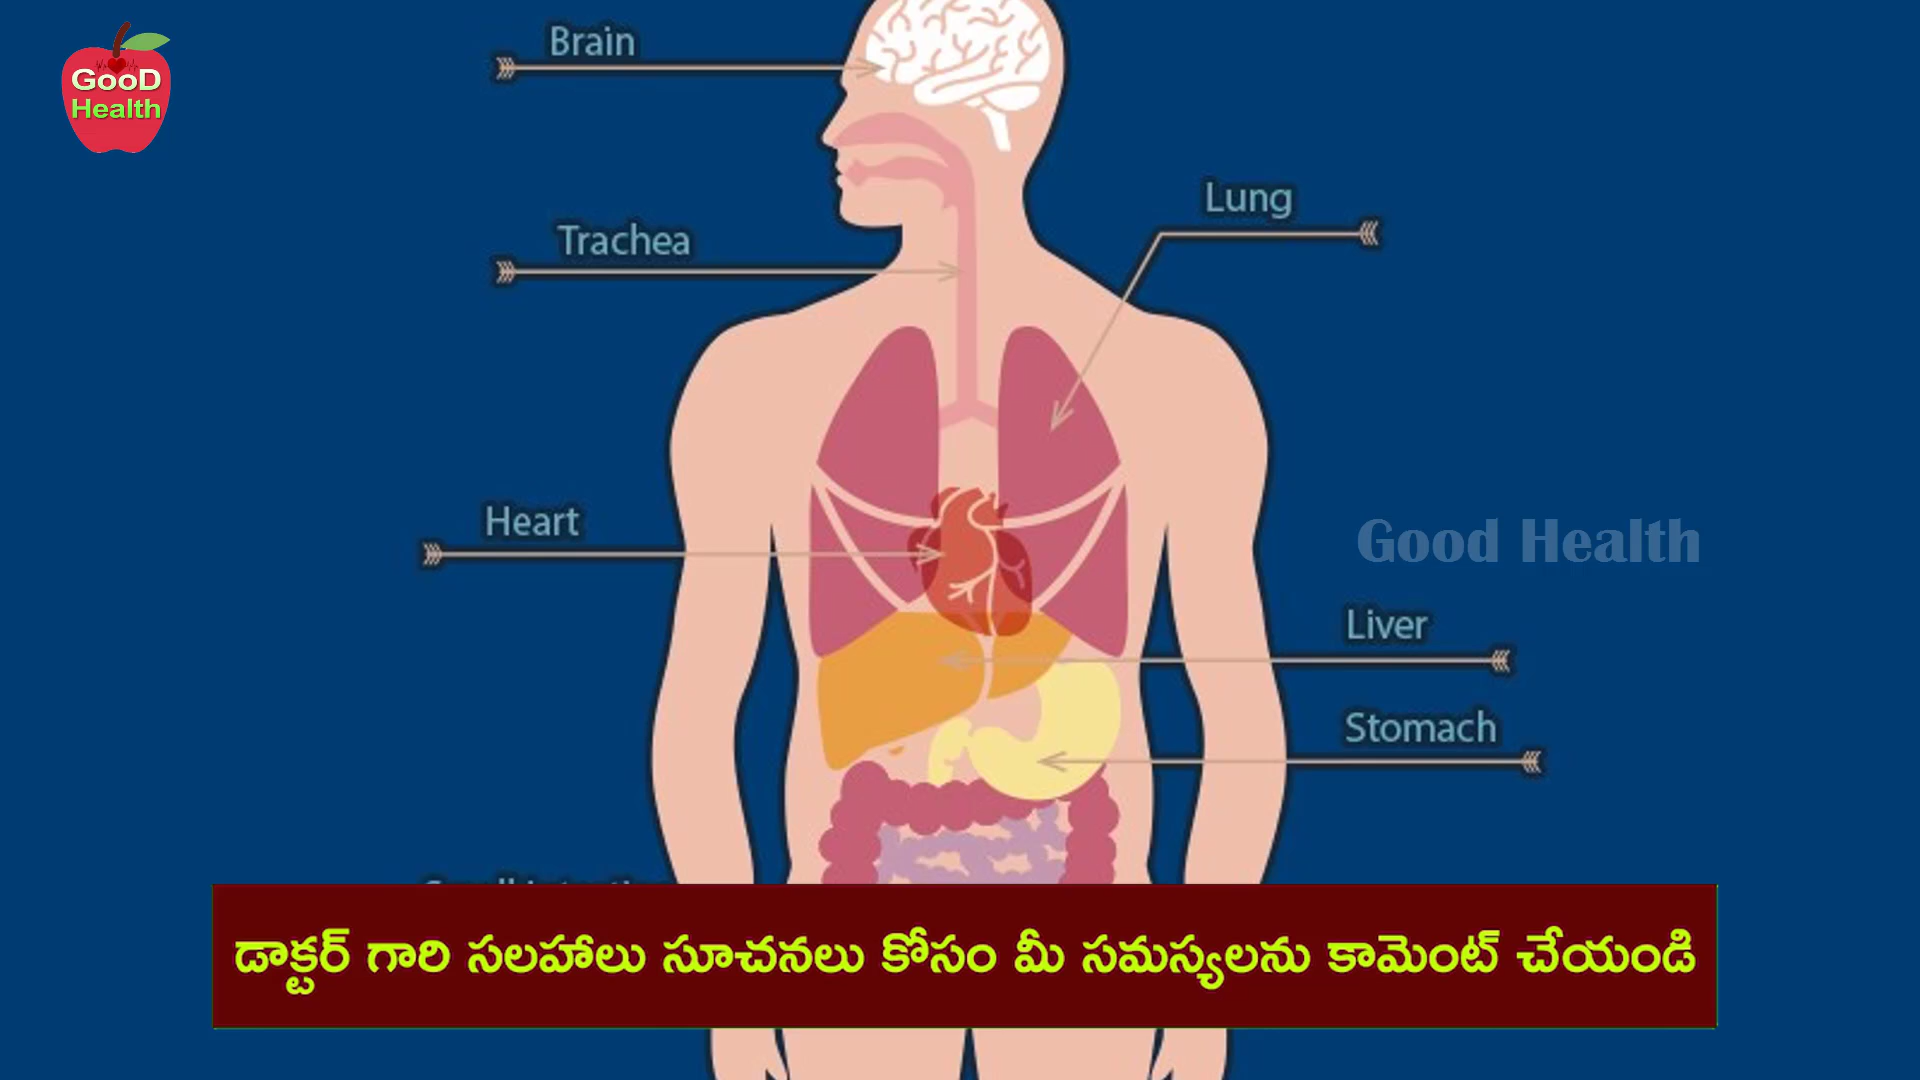 Brain
GooD
Health
Lung
Trachea
Heart
Good Health
Liver
Stomach
డాక్టర్ గారి సలహాలు సూచనలు కోసం మీ సమస్యలను కామెంట్ చేయండి